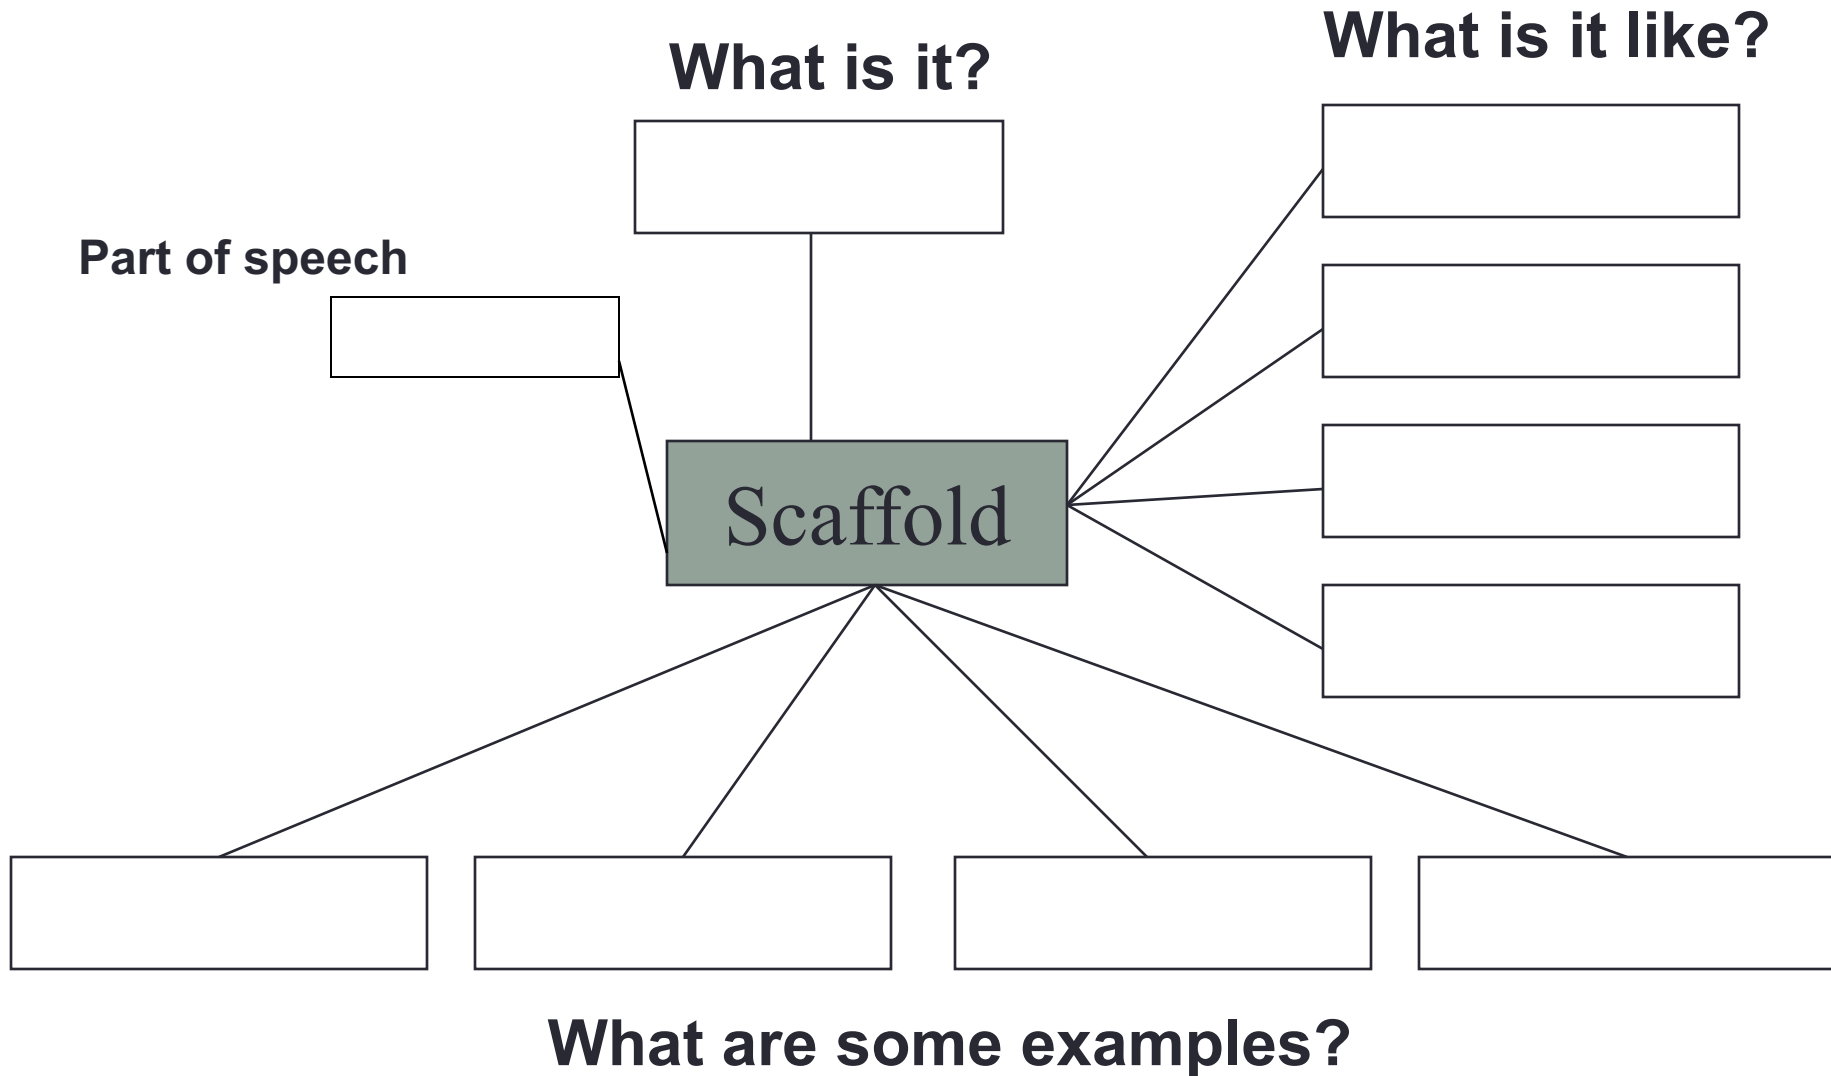 What is it like?
What is it?
Part of speech
Scaffold
What are some examples?